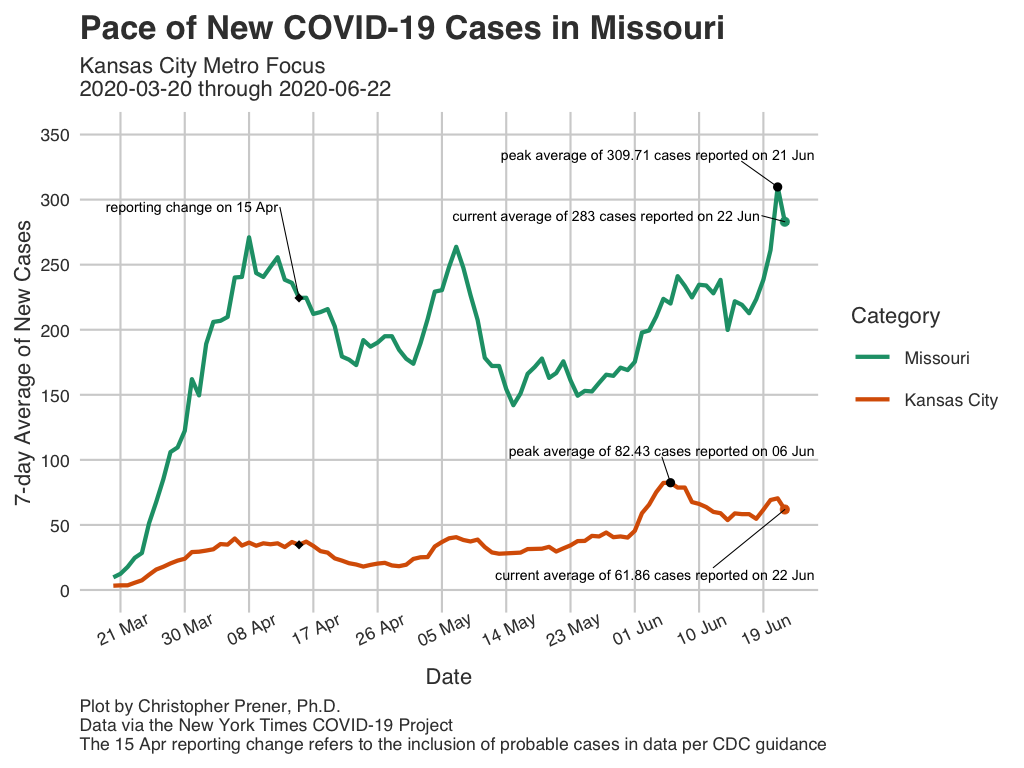 Pace of New COVID-19 Cases in Missouri
Kansas City Metro Focus
2020-03-20 through 2020-06-22
7-day Average of New Cases
350
300
250
200
150
100
50
0
peak average of 309.71 cases reported on 21 Jun
reporting change on 15 Apr
current average of 283 cases reported on 22 Jun
peak average of 82.43 cases reported on 06 Jun
current average of 61.86 cases reported on 22 Jun
21 Mar
30 Mar
08 Apr
17 Apr
26 Apr
05 May
14 May
23 May
01 Jun
10 Jun
19 Jun
Date
Category
Missouri
Kansas City
Plot by Christopher Prener, Ph.D.
Data via the New York Times COVID-19 Project
The 15 Apr reporting change refers to the inclusion of probable cases in data per CDC guidance